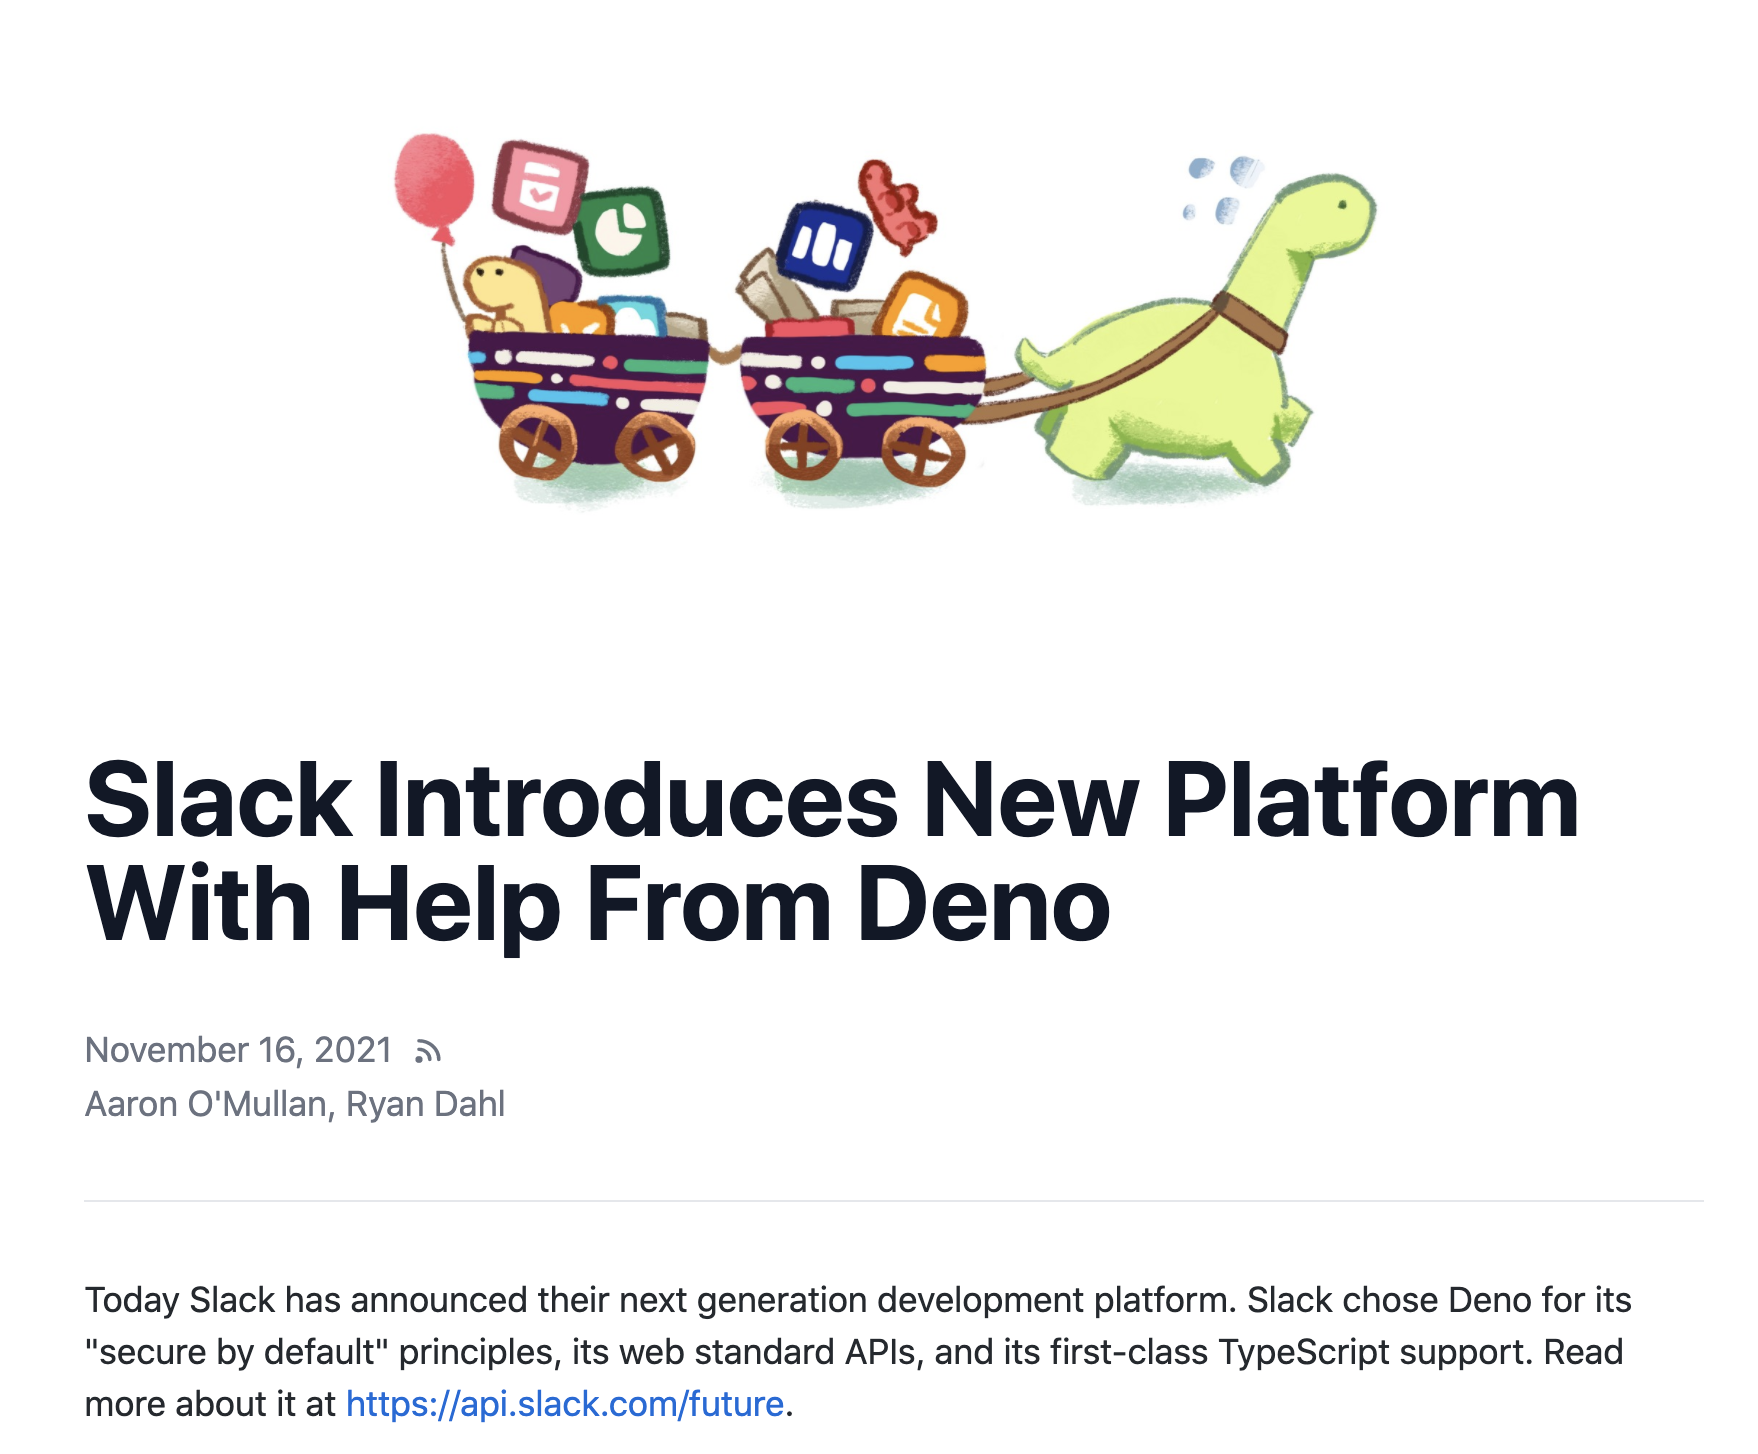 Slack Introduces New Platform
With Help From Deno
November 16, 2021
Aaron O'Mullan, Ryan Dahl
Today Slack has announced their next generation development platform. Slack chose Deno for its
"secure by default" principles, its web standard APIs, and its first-class TypeScript support. Read
more about it at https://api.slack.com/future.